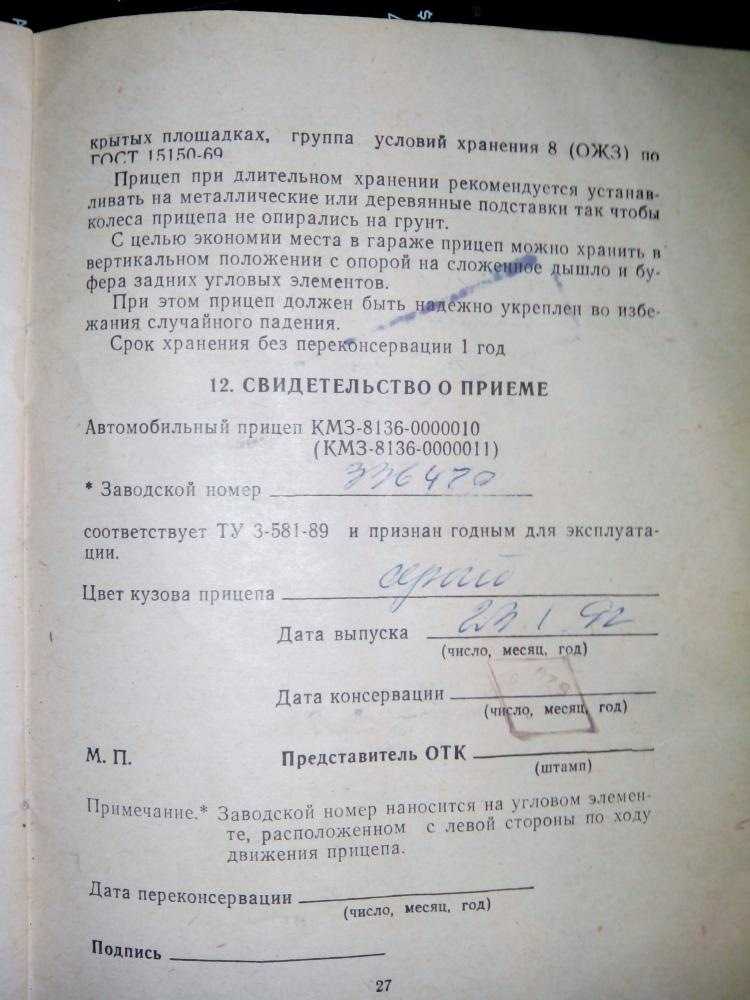 крытых площадках, группа условий хранения 8 (ОЖЗ) по
ГОСТ 15150-69
Прицеп при длительном хранении рекомендуется устанав-
ливать на металлические или деревянные подставки так чтобы
колеса прицепа не опирались на грунт.
С целью экономии места в гараже прицеп можно хранить в
вертикальном положении с опорой на сложенное дышло и бу-
фера задних угловых элементов.
При этом прицеп должен быть надежно укреплен во избе-
жания случайного падения.
Срок хранения без переконсервации 1 год
12. СВИДЕТЕЛЬСТВО О ПРИЕМЕ
Автомобильный прицеп КМЗ-8136-0000010
(КМЗ-8136-0000011)
* Заводской номер 336470
соответствует ТУ 3-581-89 и признан годным для эксплуата-
ции.
Цвет кузова прицепа серый
Дата выпуска 23 1 92
(число, месяц, год)
Дата консервации
(число, месяц, год)
М. П. Представитель ОТК
(штамп)
Примечание.* Заводской номер наносится на угловом элемен-
те, расположенном с левой стороны по ходу
движения прицепа.
Дата переконсервации
(число, месяц, год)
Подпись
27